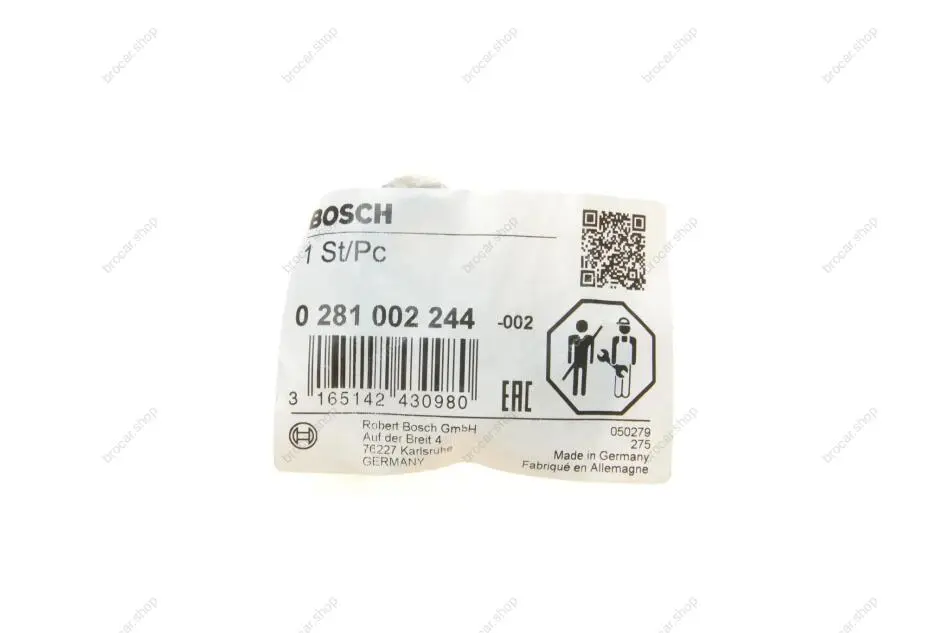 BOSCH
1 St/Pc
0 281 002 244 -002
3 165142 430980
EAC
Robert Bosch GmbH
Auf der Breit 4
76227 Karlsruhe
GERMANY
050279
275
Made in Germany
Fabriqué en Allemagne
brocar.shop